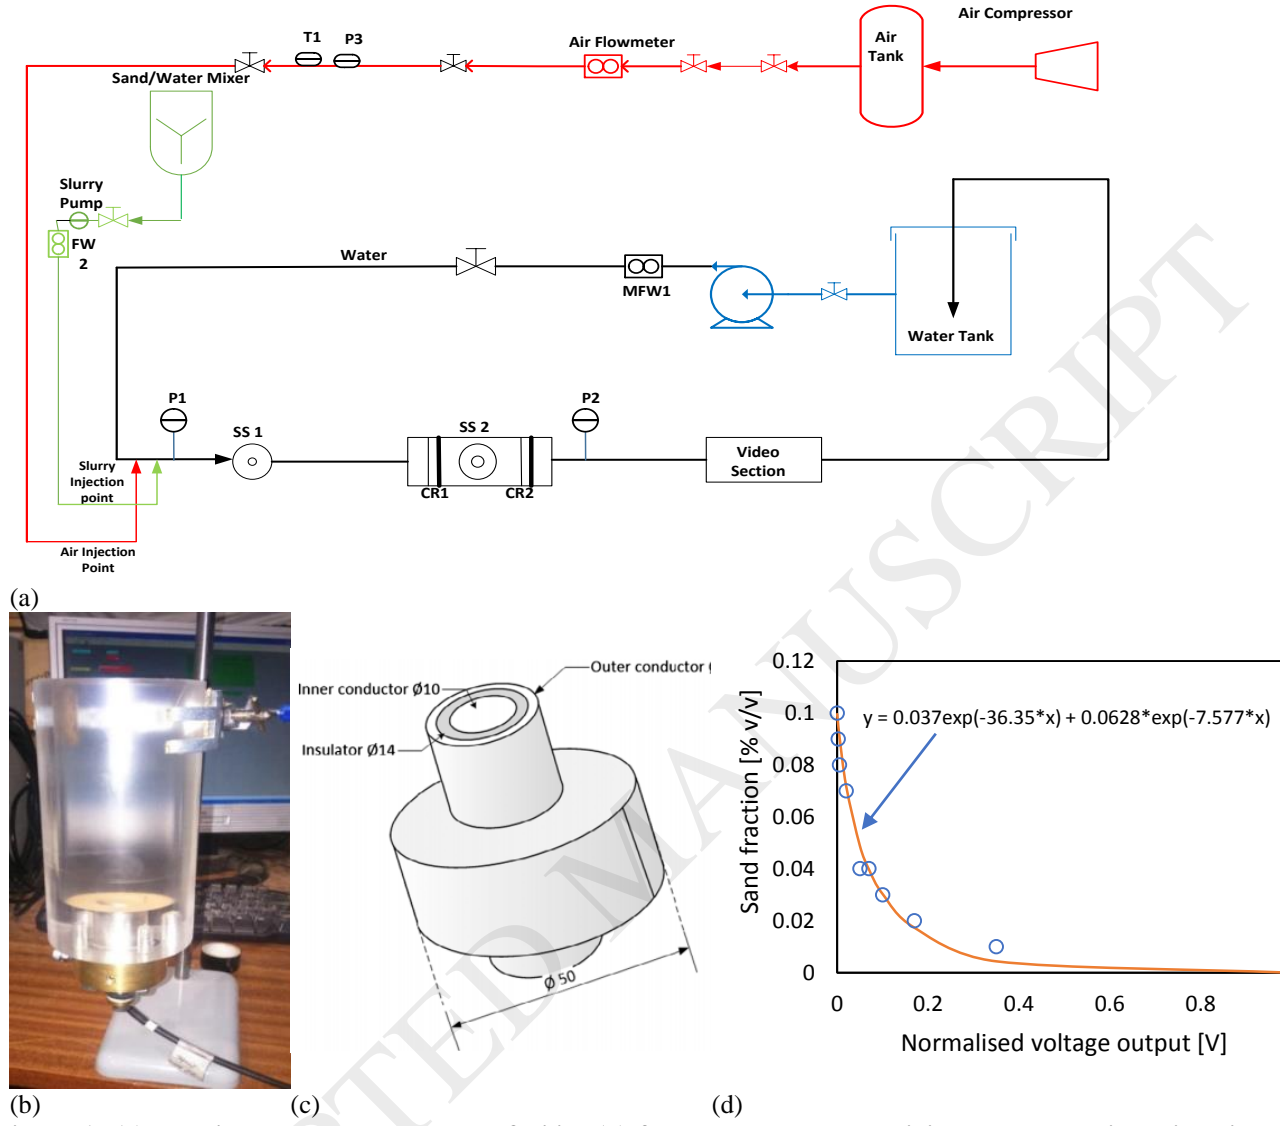 Air Compressor
T1
P3
Air Flowmeter
Air
Tank
Sand/Water Mixer
Slurry
Pump
FW
2
Water
MFW1
Water Tank
P1
P2
SS 1
SS 2
Video
Section
CR1
CR2
Slurry
Injection
point
Air Injection
Point
(a)
Inner conductor Ø10
Outer conductor
Insulator Ø14
Ø 50
Sand fraction [% v/v]
0.12
0.1
0.08
0.06
0.04
0.02
0
y = 0.037exp(-36.35*x) + 0.0628*exp(-7.577*x)
0
0.2
0.4
0.6
0.8
Normalised voltage output [V]
(b)
(c)
(d)
MANUSCRIPT